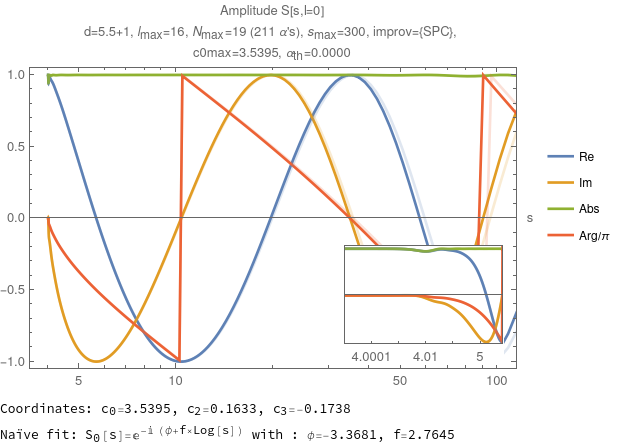 Amplitude S[s,l=0]
d=5.5+1, lmax=16, Nmax=19 (211 α's), smax=300, improv={SPC},
c0max=3.5395, αth=0.0000
1.0
0.5
0.0
−0.5
−1.0
5
10
50
100
s
4.0001
4.01
5
Re
Im
Abs
Arg/π
Coordinates: c₀=3.5395, c₂=0.1633, c₃=−0.1738
Naïve fit: S₀[s]=e^-i (ϕ+f×Log[s]) with : ϕ=−3.3681, f=2.7645